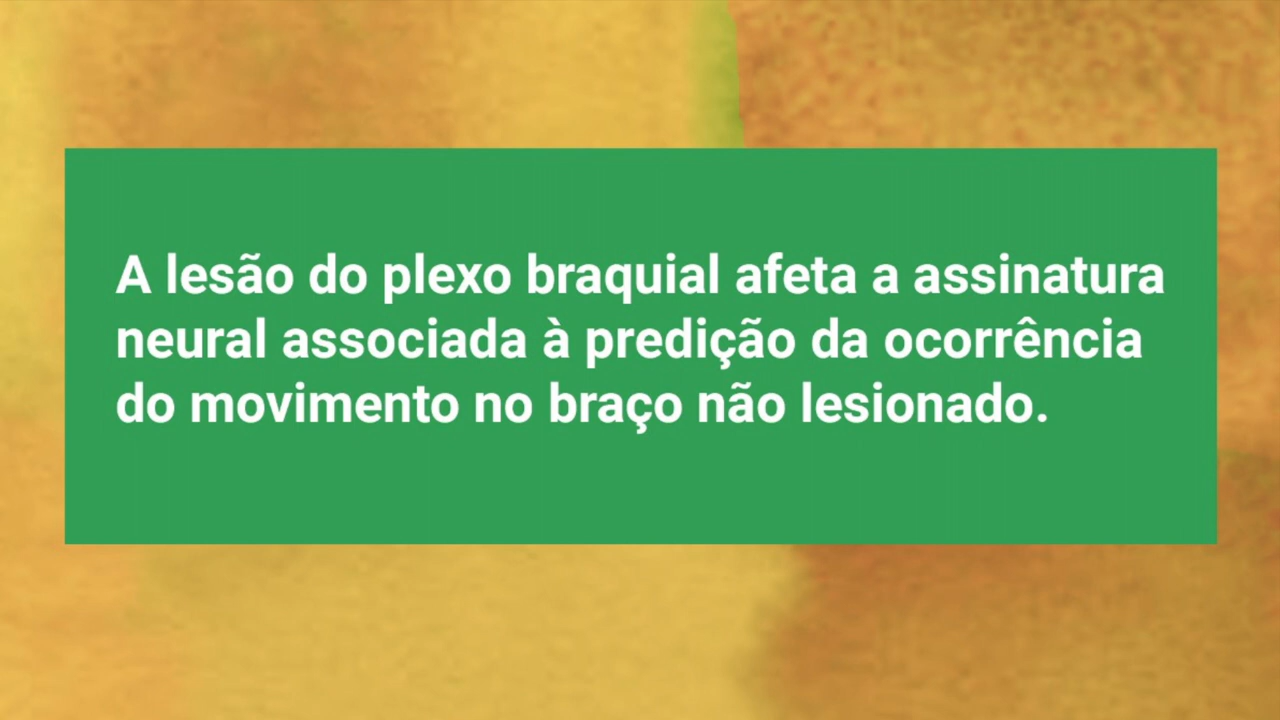 A lesão do plexo braquial afeta a assinatura
neural associada à predição da ocorrência
do movimento no braço não lesionado.